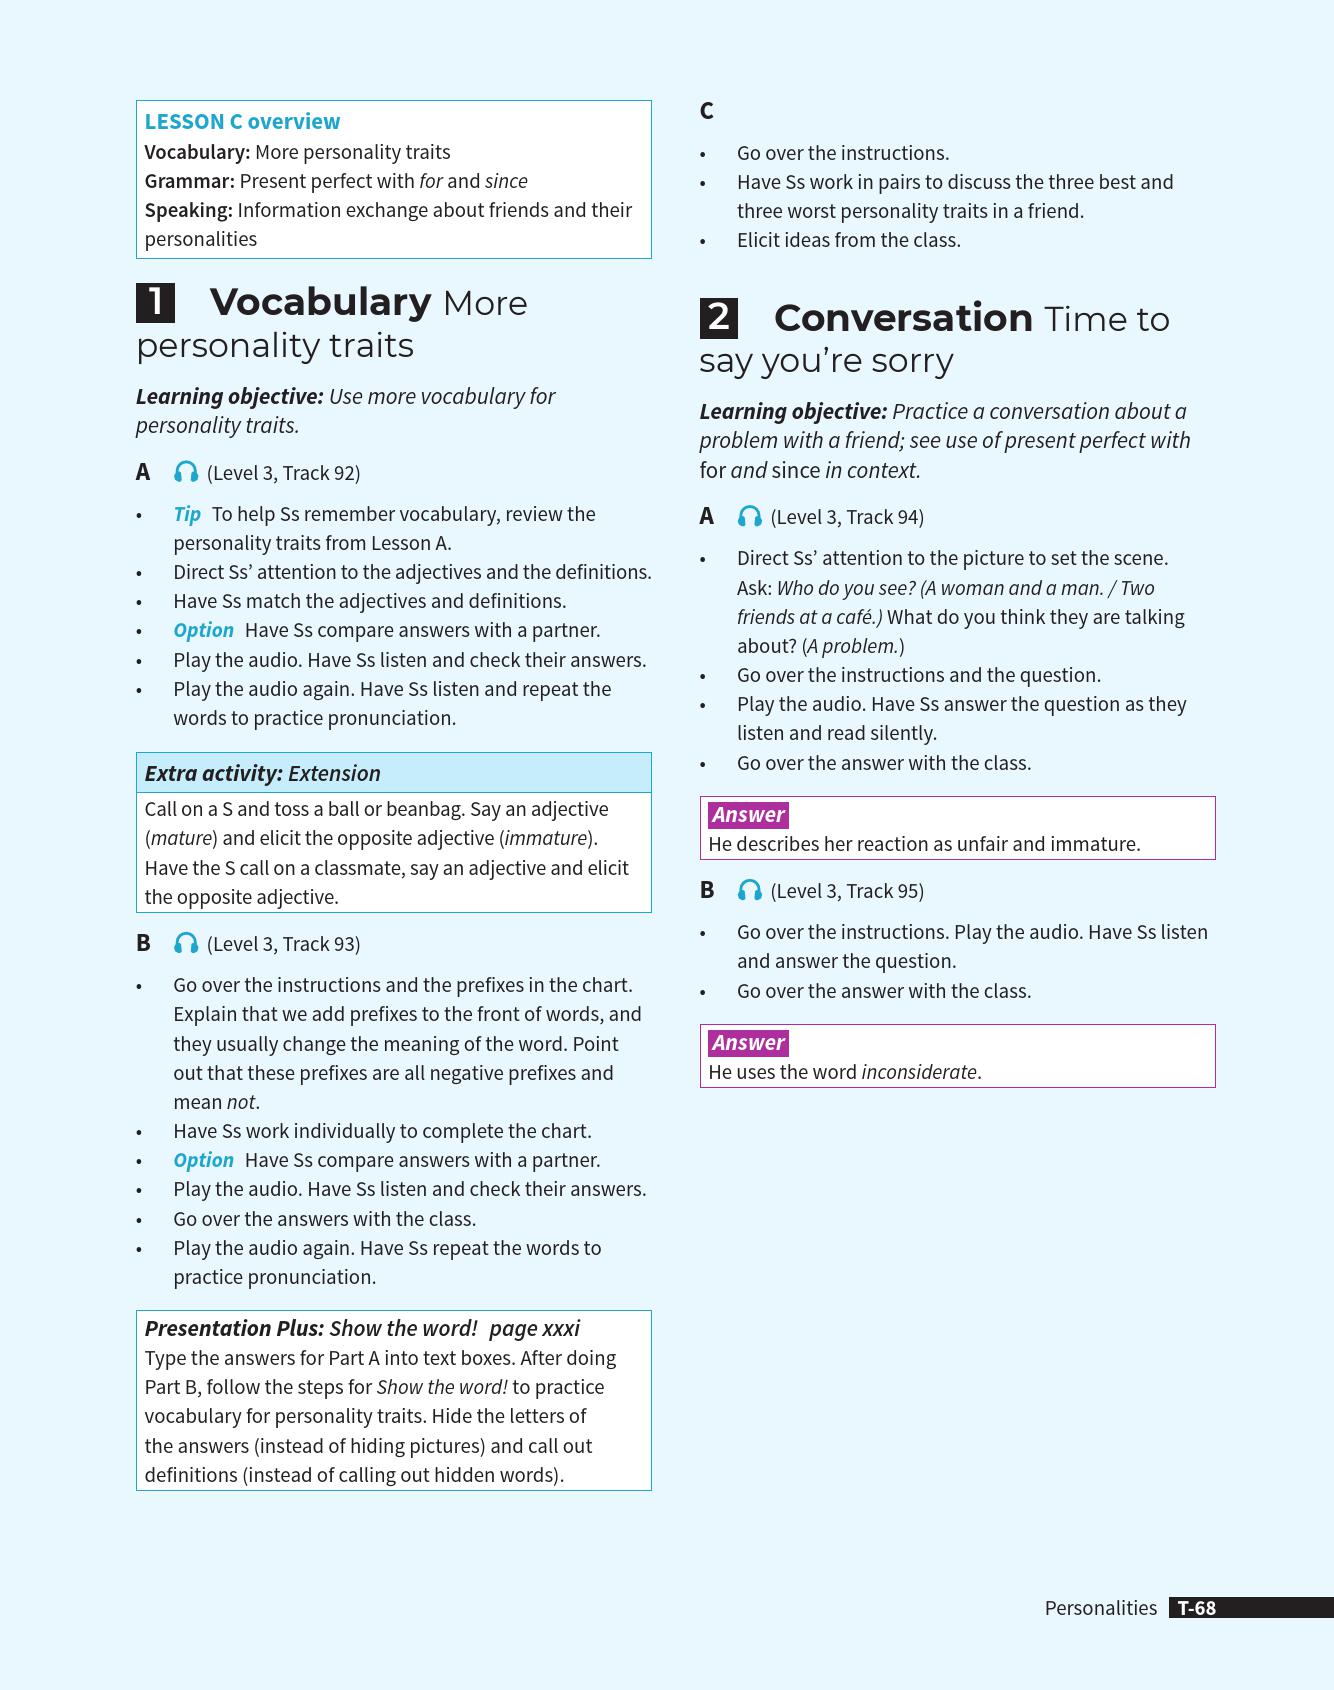 LESSON C overview
Vocabulary: More personality traits
Grammar: Present perfect with for and since
Speaking: Information exchange about friends and their
personalities
1 Vocabulary More
personality traits
Learning objective: Use more vocabulary for
personality traits.
A (Level 3, Track 92)
• Tip To help Ss remember vocabulary, review the
personality traits from Lesson A.
• Direct Ss’ attention to the adjectives and the definitions.
• Have Ss match the adjectives and definitions.
• Option Have Ss compare answers with a partner.
• Play the audio. Have Ss listen and check their answers.
• Play the audio again. Have Ss listen and repeat the
words to practice pronunciation.
Extra activity: Extension
Call on a S and toss a ball or beanbag. Say an adjective
(mature) and elicit the opposite adjective (immature).
Have the S call on a classmate, say an adjective and elicit
the opposite adjective.
B (Level 3, Track 93)
• Go over the instructions and the prefixes in the chart.
Explain that we add prefixes to the front of words, and
they usually change the meaning of the word. Point
out that these prefixes are all negative prefixes and
mean not.
• Have Ss work individually to complete the chart.
• Option Have Ss compare answers with a partner.
• Play the audio. Have Ss listen and check their answers.
• Go over the answers with the class.
• Play the audio again. Have Ss repeat the words to
practice pronunciation.
Presentation Plus: Show the word! page xxxi
Type the answers for Part A into text boxes. After doing
Part B, follow the steps for Show the word! to practice
vocabulary for personality traits. Hide the letters of
the answers (instead of hiding pictures) and call out
definitions (instead of calling out hidden words).
C
• Go over the instructions.
• Have Ss work in pairs to discuss the three best and
three worst personality traits in a friend.
• Elicit ideas from the class.
2 Conversation Time to
say you’re sorry
Learning objective: Practice a conversation about a
problem with a friend; see use of present perfect with
for and since in context.
A (Level 3, Track 94)
• Direct Ss’ attention to the picture to set the scene.
Ask: Who do you see? (A woman and a man. / Two
friends at a café.) What do you think they are talking
about? (A problem.)
• Go over the instructions and the question.
• Play the audio. Have Ss answer the question as they
listen and read silently.
• Go over the answer with the class.
Answer
He describes her reaction as unfair and immature.
B (Level 3, Track 95)
• Go over the instructions. Play the audio. Have Ss listen
and answer the question.
• Go over the answer with the class.
Answer
He uses the word inconsiderate.
Personalities T-68